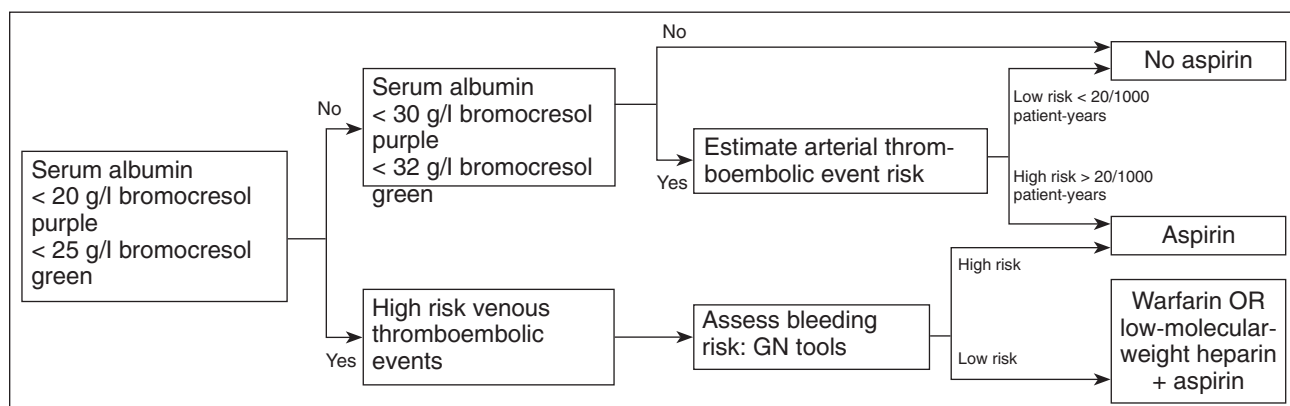 Serum albumin
< 20 g/l bromocresol
purple
< 25 g/l bromocresol
green
No
Yes
Serum albumin
< 30 g/l bromocresol
purple
< 32 g/l bromocresol
green
High risk venous
thromboembolic
events
No
Yes
Estimate arterial throm-
boembolic event risk
Assess bleeding
risk: GN tools
Low risk < 20/1000
patient-years
High risk > 20/1000
patient-years
High risk
Low risk
No aspirin
Aspirin
Warfarin OR
low-molecular-
weight heparin
+ aspirin